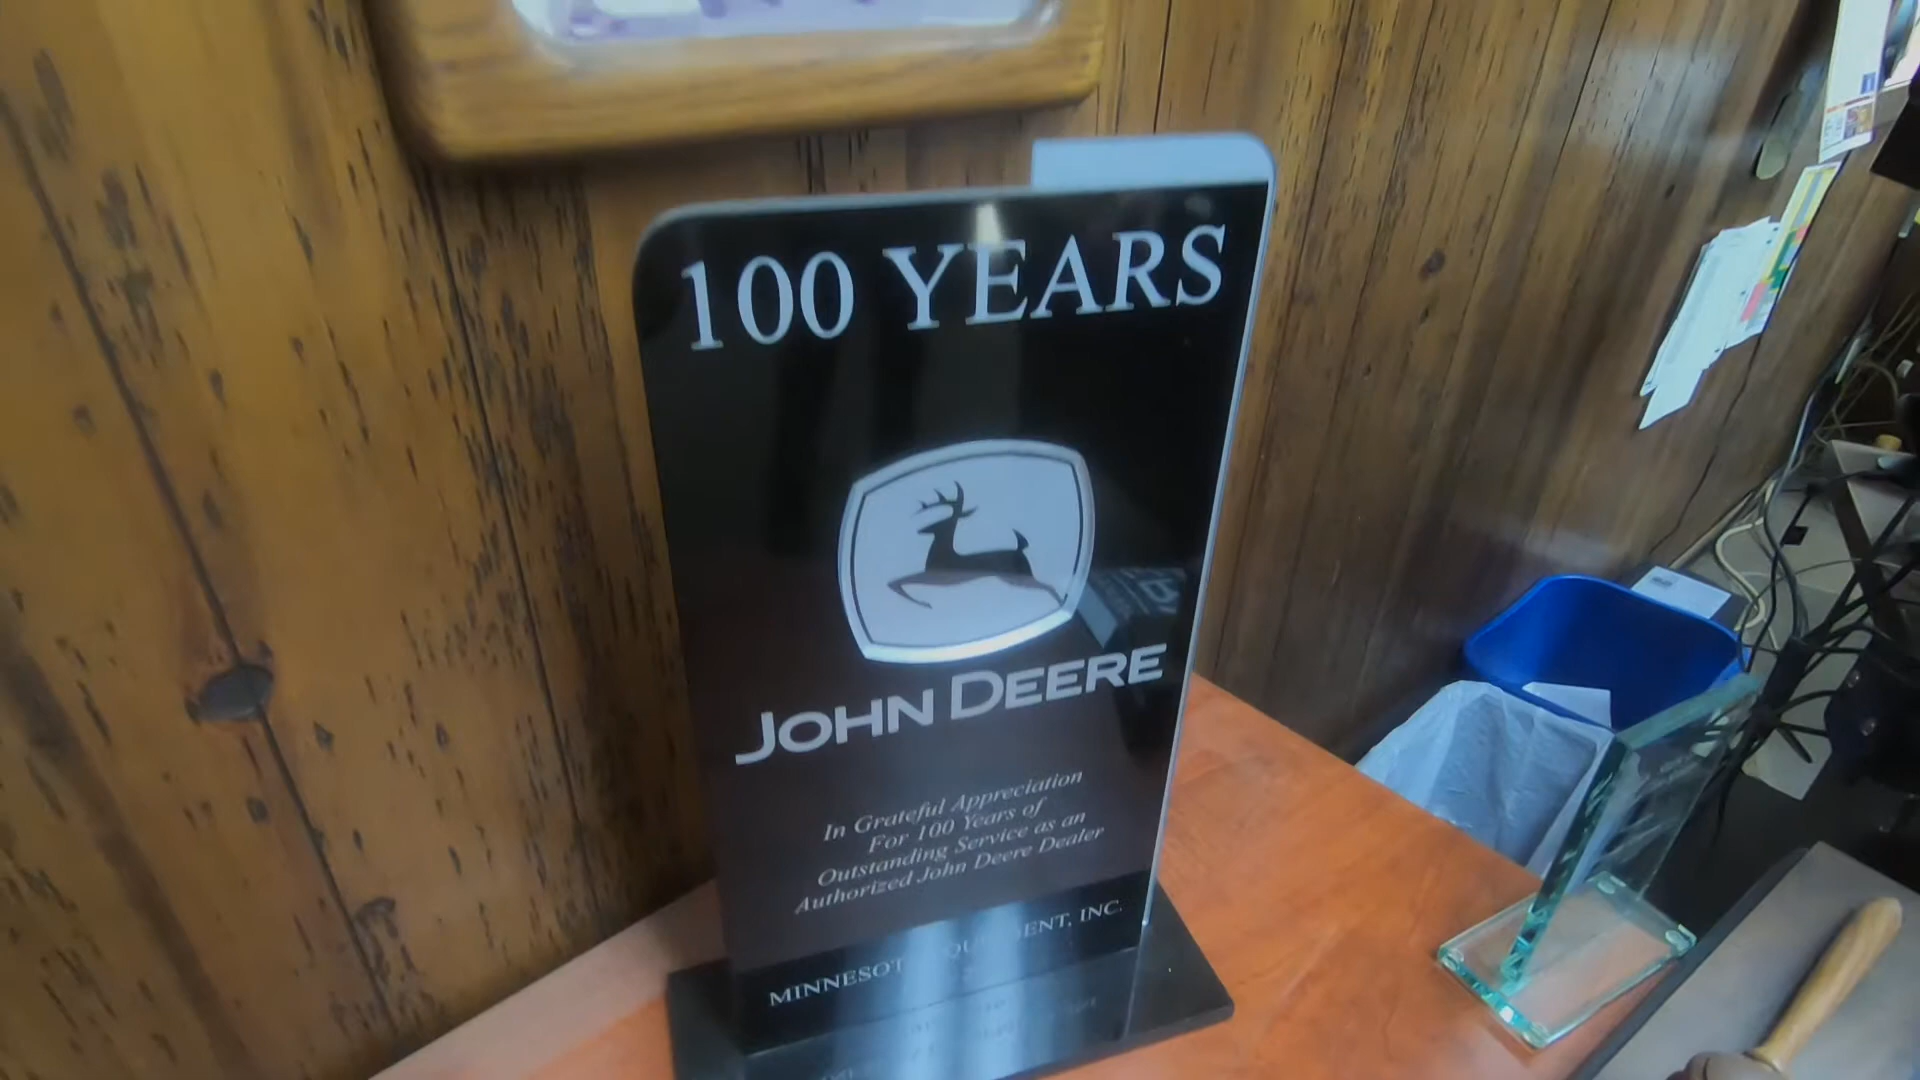 100 YEARS
JOHN DEERE
In Grateful Appreciation
For 100 Years of
Outstanding Service as an
Authorized John Deere Dealer
INC.